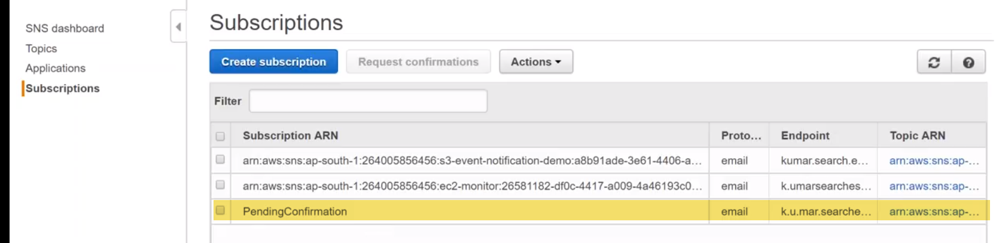 SNS dashboard
Topics
Applications
Subscriptions
Subscriptions
Create subscription Request confirmations Actions
Filter
Subscription ARN Proto... Endpoint Topic ARN
arn:aws:sns:ap-south-1:264005856456:s3-event-notification-demo:a8b91ade-3e61-4406-a... email kumar.search.e... arn:aws:sns:ap-...
arn:aws:sns:ap-south-1:264005856456:ec2-monitor:26581182-df0c-4417-a009-4a46193c0... email k.umarsearches... arn:aws:sns:ap-...
PendingConfirmation email k.u.mar.searche... arn:aws:sns:ap-...